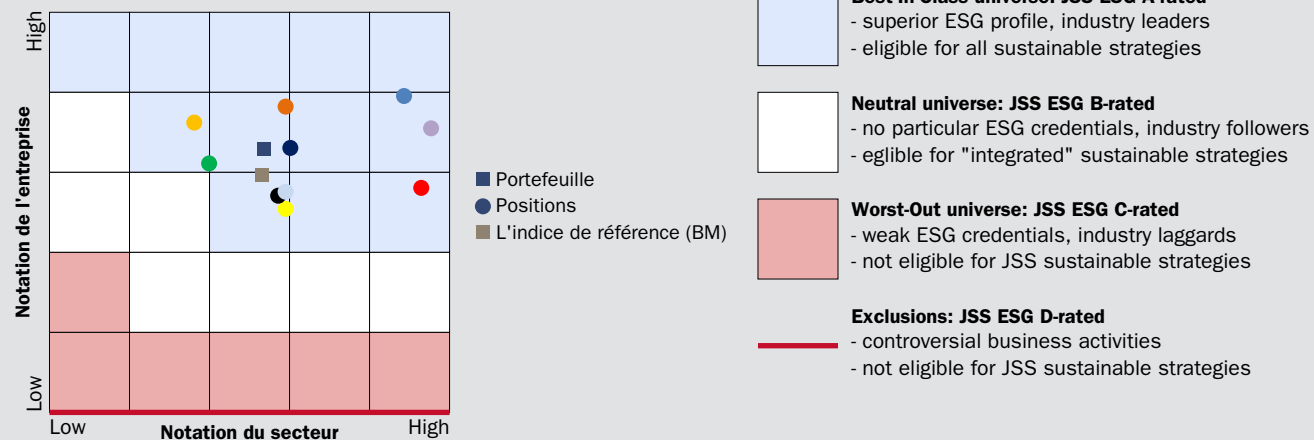 High
Notation de l'entreprise
Low
Low
Notation du secteur
High
Portefeuille
Positions
L'indice de référence (BM)
- superior ESG profile, industry leaders
- eligible for all sustainable strategies
Neutral universe: JSS ESG B-rated
- no particular ESG credentials, industry followers
- eglible for "integrated" sustainable strategies
Worst-Out universe: JSS ESG C-rated
- weak ESG credentials, industry laggards
- not eligible for JSS sustainable strategies
Exclusions: JSS ESG D-rated
- controversial business activities
- not eligible for JSS sustainable strategies